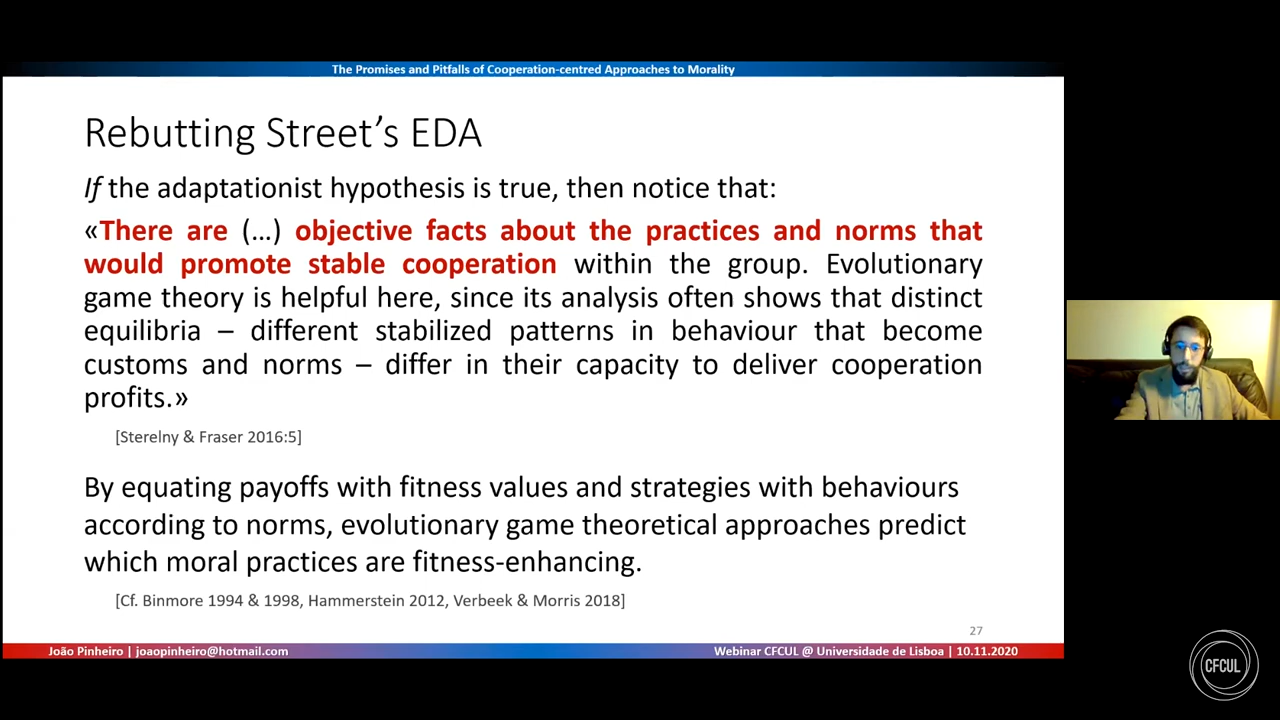 The Promises and Pitfalls of Cooperation-centred Approaches to Morality
Rebutting Street's EDA
If the adaptationist hypothesis is true, then notice that:
«There are (…) objective facts about the practices and norms that
would promote stable cooperation within the group. Evolutionary
game theory is helpful here, since its analysis often shows that distinct
equilibria – different stabilized patterns in behaviour that become
customs and norms – differ in their capacity to deliver cooperation
profits.»
[Sterelny & Fraser 2016:5]
By equating payoffs with fitness values and strategies with behaviours
according to norms, evolutionary game theoretical approaches predict
which moral practices are fitness-enhancing.
[Cf. Binmore 1994 & 1998, Hammerstein 2012, Verbeek & Morris 2018]
27
João Pinheiro | joaopinheiro@hotmail.com
Webinar CFCUL @ Universidade de Lisboa | 10.11.2020
CFCUL